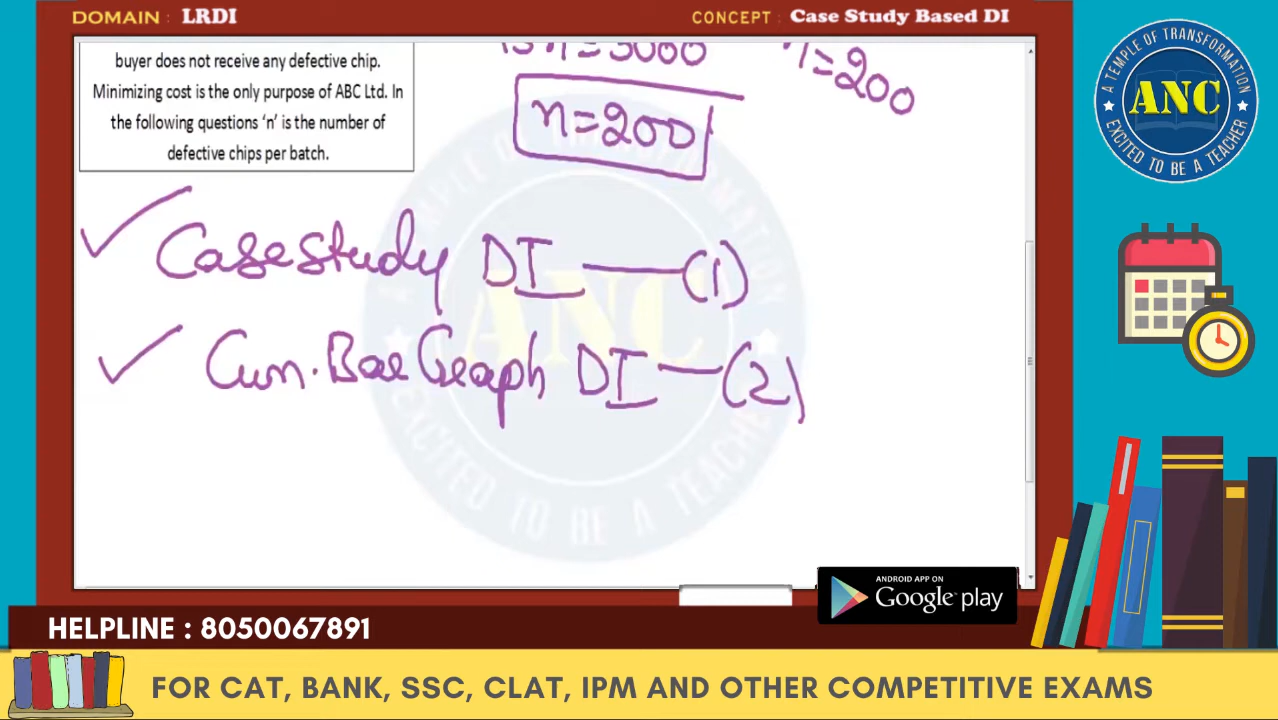 DOMAIN : LRDI
CONCEPT : Case Study Based DI
buyer does not receive any defective chip.
Minimizing cost is the only purpose of ABC Ltd. In
the following questions ‘n’ is the number of
defective chips per batch.
15n=3000
n=200
n=200
Casestudy DI — (1)
Cum. Bar Graph DI — (2)
A TEMPLE OF TRANSFORMATION
ANC
EXCITED TO BE A TEACHER
ANDROID APP ON
Google play
HELPLINE : 8050067891
FOR CAT, BANK, SSC, CLAT, IPM AND OTHER COMPETITIVE EXAMS